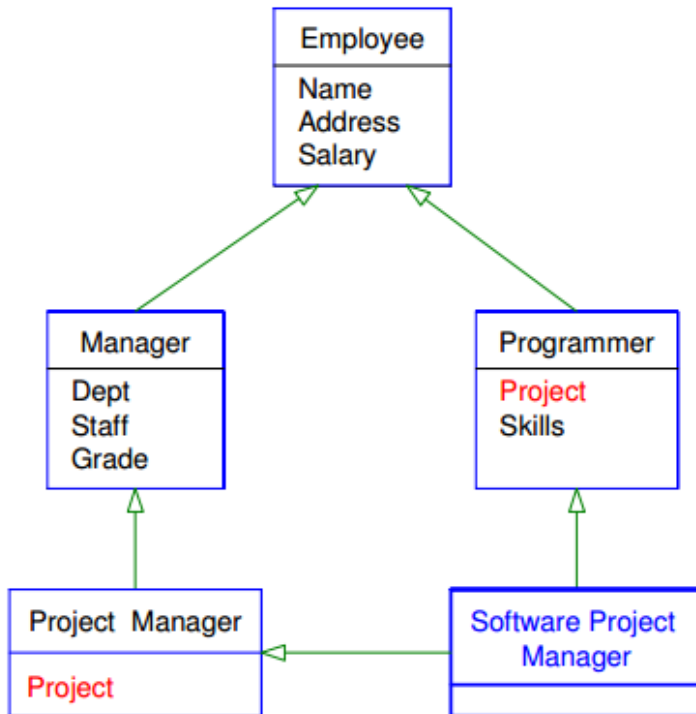 Employee
Name
Address
Salary
Manager
Dept
Staff
Grade
Programmer
Project
Skills
Project Manager
Project
Software Project
Manager